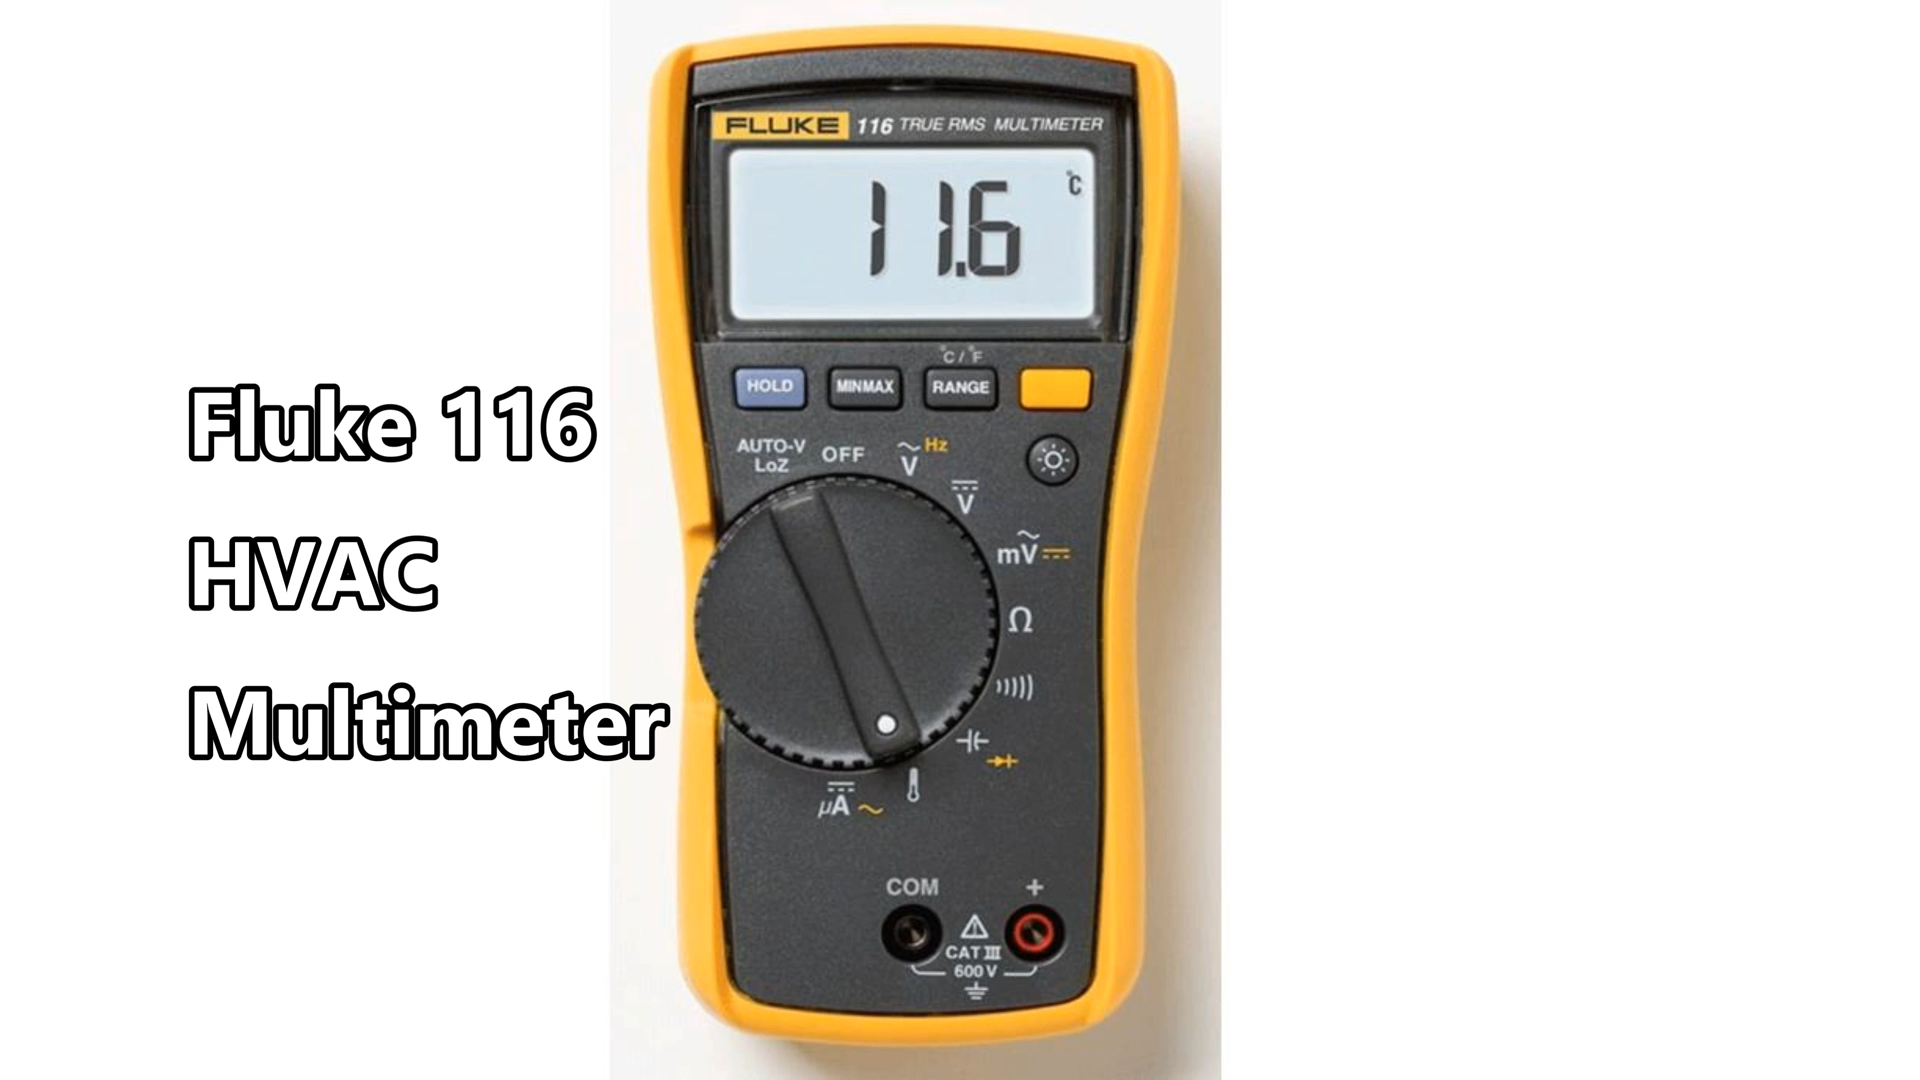 FLUKE 116 TRUE RMS MULTIMETER
11.6 °C
°C / °F
HOLD MINMAX RANGE
AUTO-V LoZ
OFF
V Hz
V
mV
Ω
µA
COM +
CAT III
600 V
Fluke 116
HVAC
Multimeter